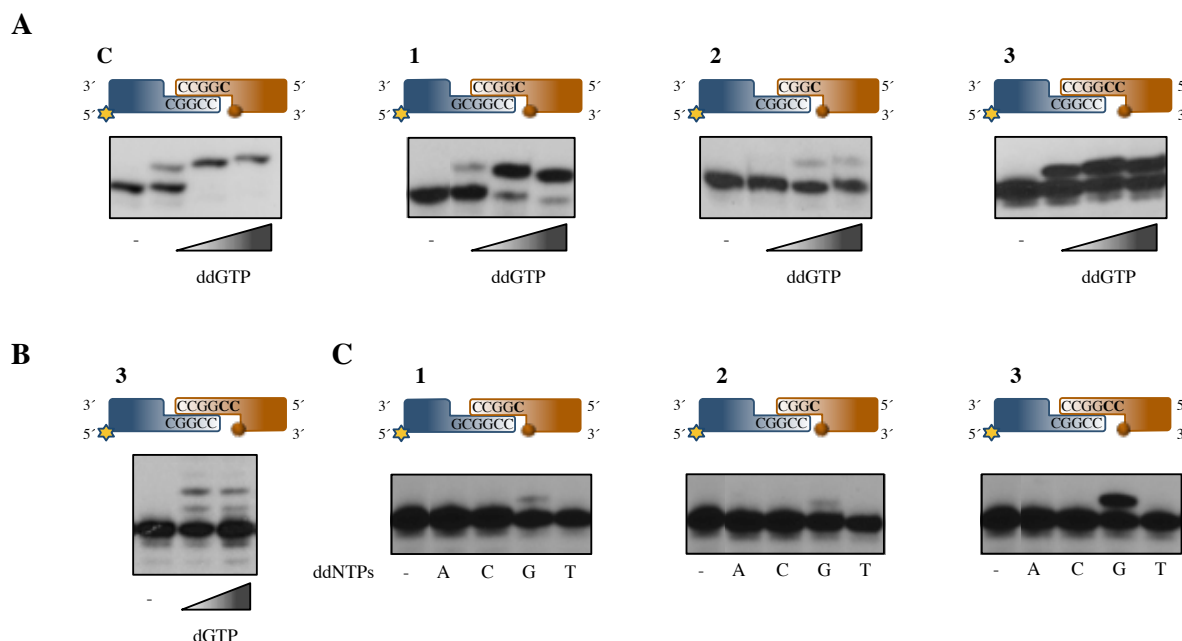 A
C
3´ CCGGC 5´
5´ CGGCC 3´
-
ddGTP
1
3´ CCGGC 5´
5´ GCGGCC 3´
-
ddGTP
2
3´ CGGC 5´
5´ CGGCC 3´
-
ddGTP
3
3´ CCGGCC 5´
5´ CGGCC 3´
-
ddGTP
B
3
3´ CCGGCC 5´
5´ CGGCC 3´
-
dGTP
C
1
3´ CCGGC 5´
5´ GCGGCC 3´
ddNTPs - A C G T
2
3´ CGGC 5´
5´ CGGCC 3´
- A C G T
3
3´ CCGGCC 5´
5´ CGGCC 3´
- A C G T